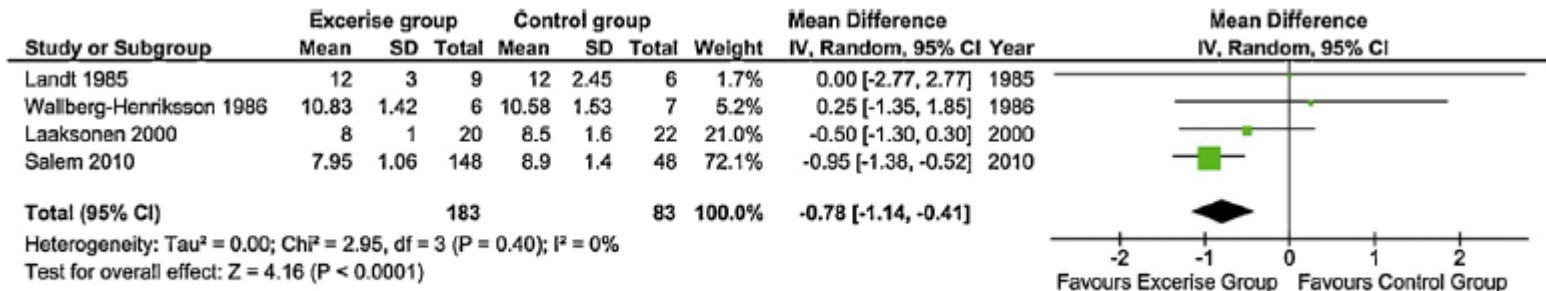 Excerise group Control group Mean Difference Mean Difference
Study or Subgroup Mean SD Total Mean SD Total Weight IV, Random, 95% CI Year IV, Random, 95% CI
Landt 1985 12 3 9 12 2.45 6 1.7% 0.00 [-2.77, 2.77] 1985
Wallberg-Henriksson 1986 10.83 1.42 6 10.58 1.53 7 5.2% 0.25 [-1.35, 1.85] 1986
Laaksonen 2000 8 1 20 8.5 1.6 22 21.0% -0.50 [-1.30, 0.30] 2000
Salem 2010 7.95 1.06 148 8.9 1.4 48 72.1% -0.95 [-1.38, -0.52] 2010
Total (95% CI) 183 83 100.0% -0.78 [-1.14, -0.41]
Heterogeneity: Tau² = 0.00; Chi² = 2.95, df = 3 (P = 0.40); I² = 0%
Test for overall effect: Z = 4.16 (P < 0.0001)
-2 -1 0 1 2
Favours Excerise Group Favours Control Group